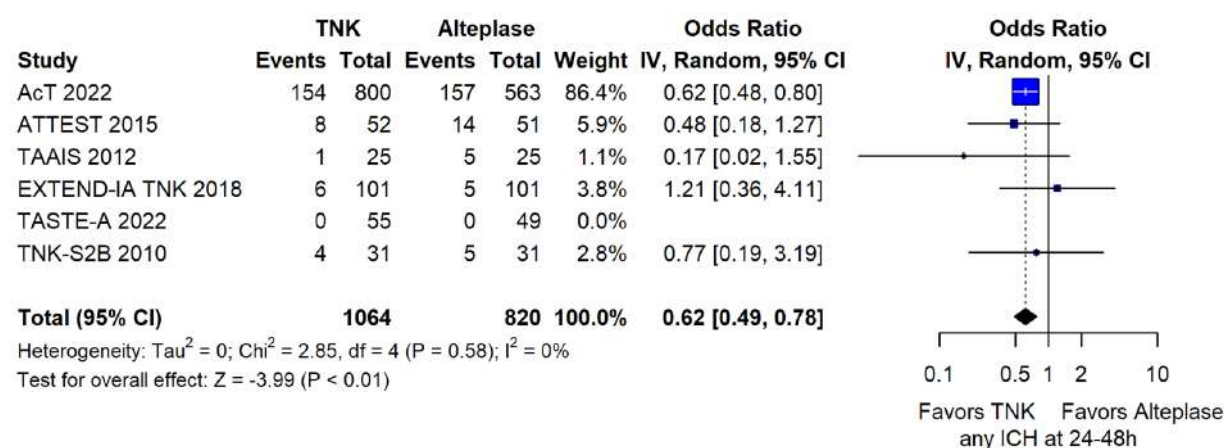 TNK Alteplase Odds Ratio Odds Ratio
Study Events Total Events Total Weight IV, Random, 95% CI IV, Random, 95% CI
AcT 2022 154 800 157 563 86.4% 0.62 [0.48, 0.80]
ATTEST 2015 8 52 14 51 5.9% 0.48 [0.18, 1.27]
TAAIS 2012 1 25 5 25 1.1% 0.17 [0.02, 1.55]
EXTEND-IA TNK 2018 6 101 5 101 3.8% 1.21 [0.36, 4.11]
TASTE-A 2022 0 55 0 49 0.0%
TNK-S2B 2010 4 31 5 31 2.8% 0.77 [0.19, 3.19]
Total (95% CI) 1064 820 100.0% 0.62 [0.49, 0.78]
Heterogeneity: Tau² = 0; Chi² = 2.85, df = 4 (P = 0.58); I² = 0%
Test for overall effect: Z = -3.99 (P < 0.01)
0.1 0.5 1 2 10
Favors TNK Favors Alteplase
any ICH at 24-48h